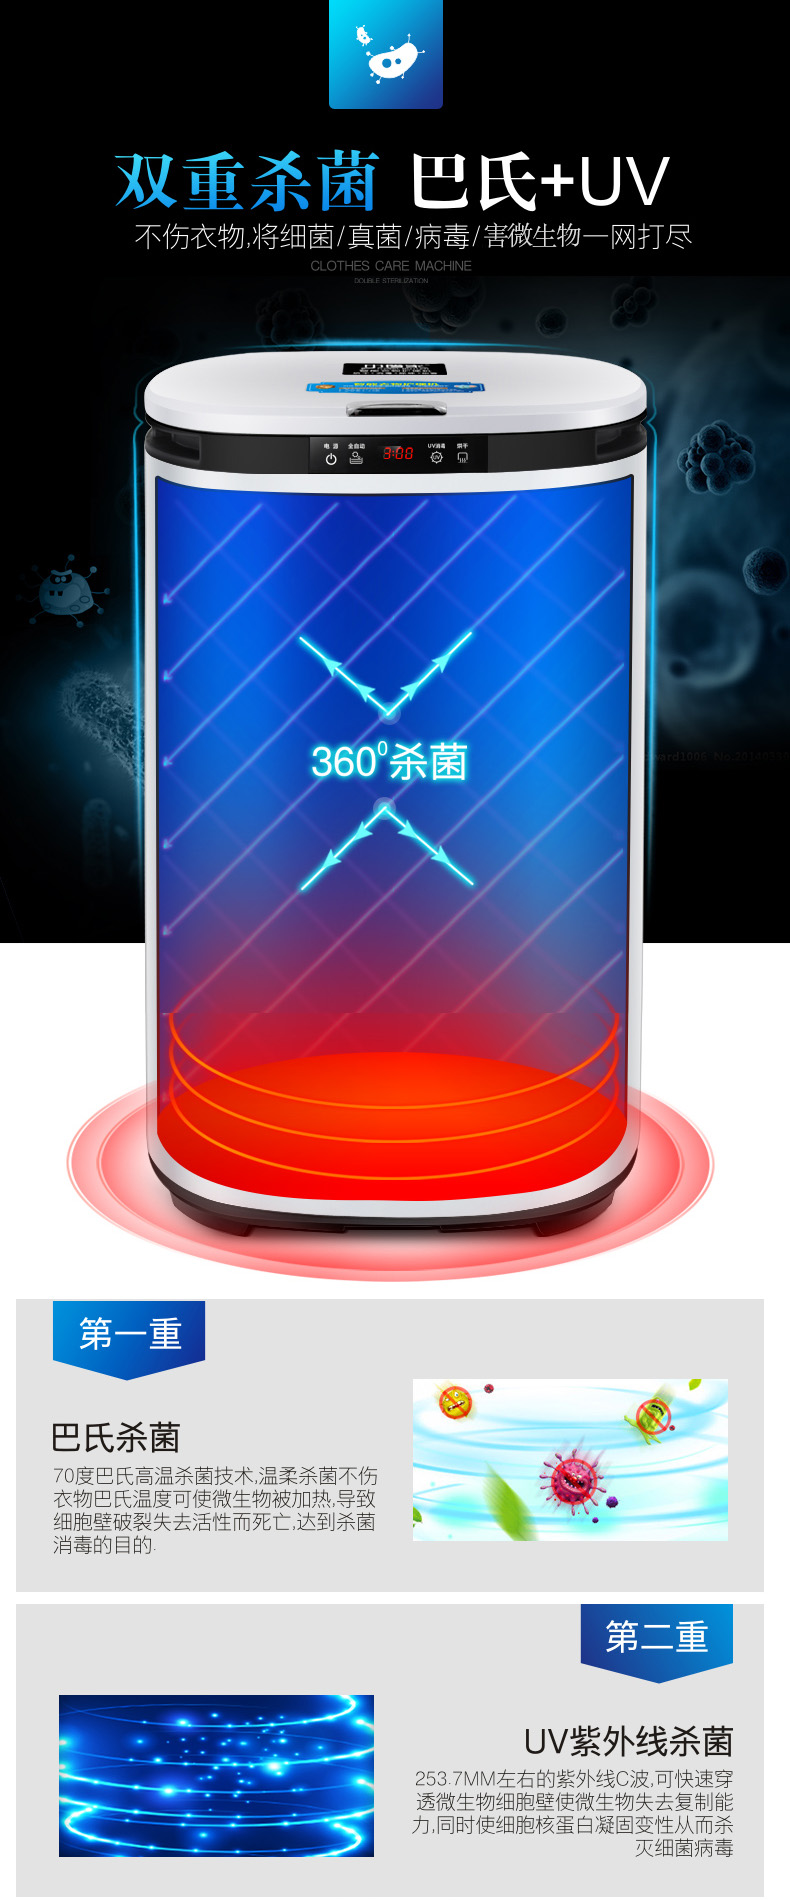 双重杀菌 巴氏+UV
不伤衣物,将细菌/真菌/病毒/害微生物一网打尽
CLOTHES CARE MACHINE
DOUBLE STERILIZATION
电 源 全自动 UV消毒 烘干
UV
360⁰杀菌
第一重
巴氏杀菌
70度巴氏高温杀菌技术,温柔杀菌不伤
衣物巴氏温度可使微生物被加热,导致
细胞壁破裂失去活性而死亡,达到杀菌
消毒的目的.
第二重
UV紫外线杀菌
253.7MM左右的紫外线C波,可快速穿
透微生物细胞壁使微生物失去复制能
力,同时使细胞核蛋白凝固变性从而杀
灭细菌病毒